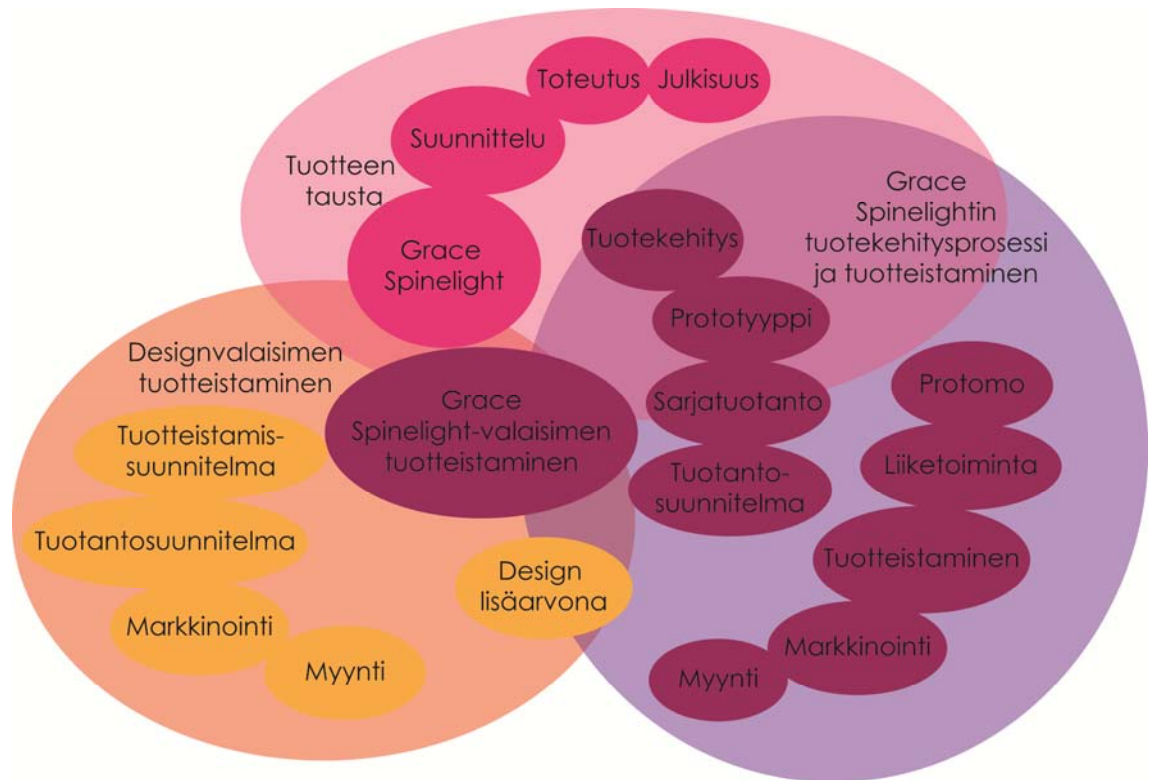 Toteutus
Julkisuus
Suunnittelu
Tuotteen
tausta
Grace
Spinelight
Grace
Spinelightin
tuotekehitysprosessi
ja tuotteistaminen
Tuotekehitys
Prototyyppi
Sarjatuotanto
Tuotanto-
suunnitelma
Protomo
Liiketoiminta
Tuotteistaminen
Markkinointi
Myynti
Designvalaisimen
tuotteistaminen
Grace
Spinelight-valaisimen
tuotteistaminen
Tuotteistamis-
suunnitelma
Tuotantosuunnitelma
Markkinointi
Myynti
Design
lisäarvona